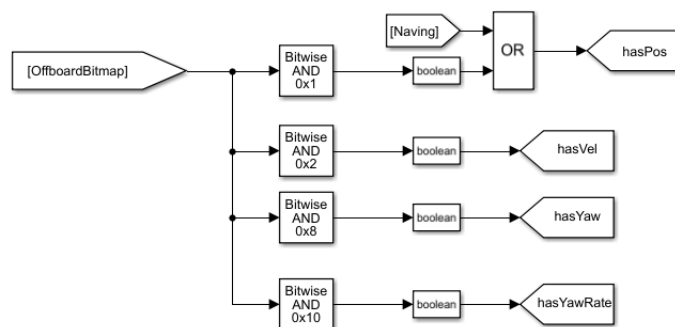 [Naving]
OR
hasPos
[OffboardBitmap]
Bitwise
AND
0x1
boolean
Bitwise
AND
0x2
boolean
hasVel
Bitwise
AND
0x8
boolean
hasYaw
Bitwise
AND
0x10
boolean
hasYawRate